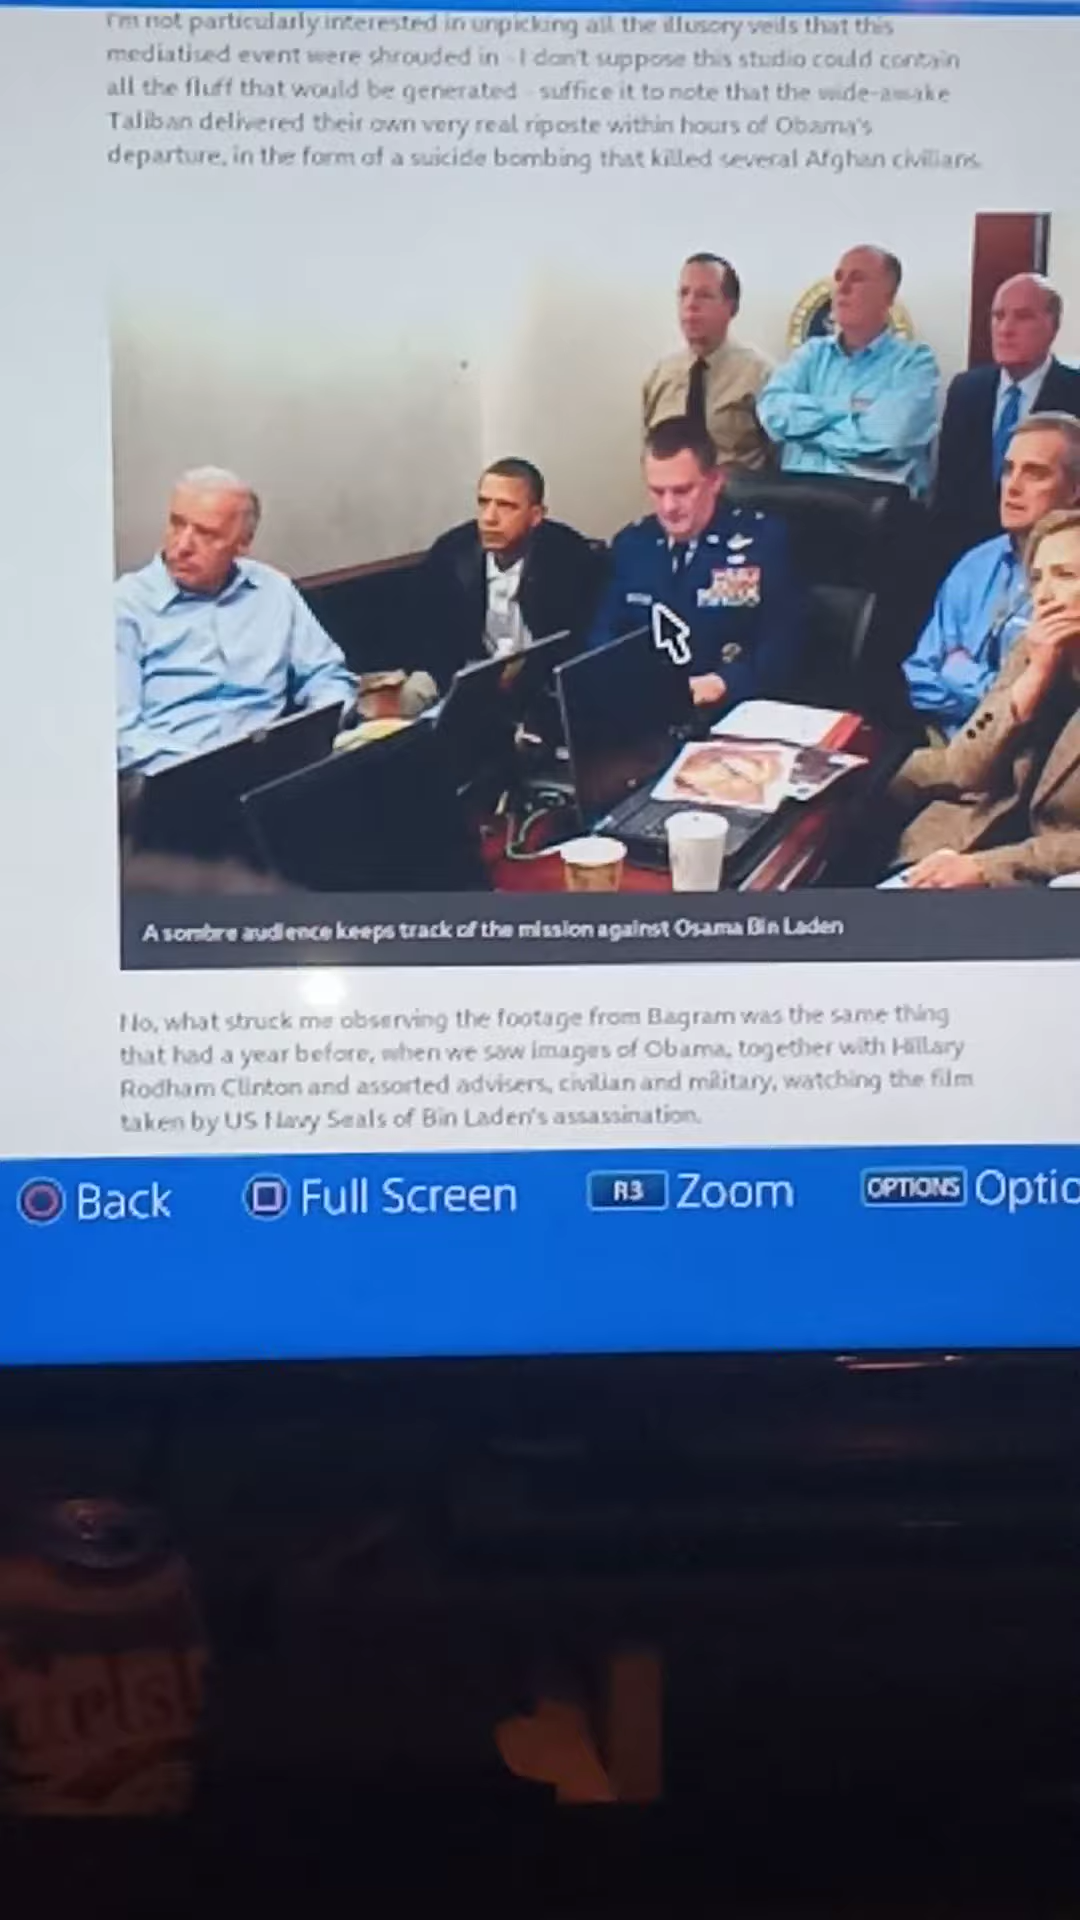 I'm not particularly interested in unpicking all the illusory veils that this
mediatised event were shrouded in - I don't suppose this studio could contain
all the fluff that would be generated - suffice it to note that the wide-awake
Taliban delivered their own very real riposte within hours of Obama's
departure, in the form of a suicide bombing that killed several Afghan civilians.
A sombre audience keeps track of the mission against Osama Bin Laden
No, what struck me observing the footage from Bagram was the same thing
that had a year before, when we saw images of Obama, together with Hillary
Rodham Clinton and assorted advisers, civilian and military, watching the film
taken by US Navy Seals of Bin Laden's assassination.
Back Full Screen R3 Zoom OPTIONS Optio